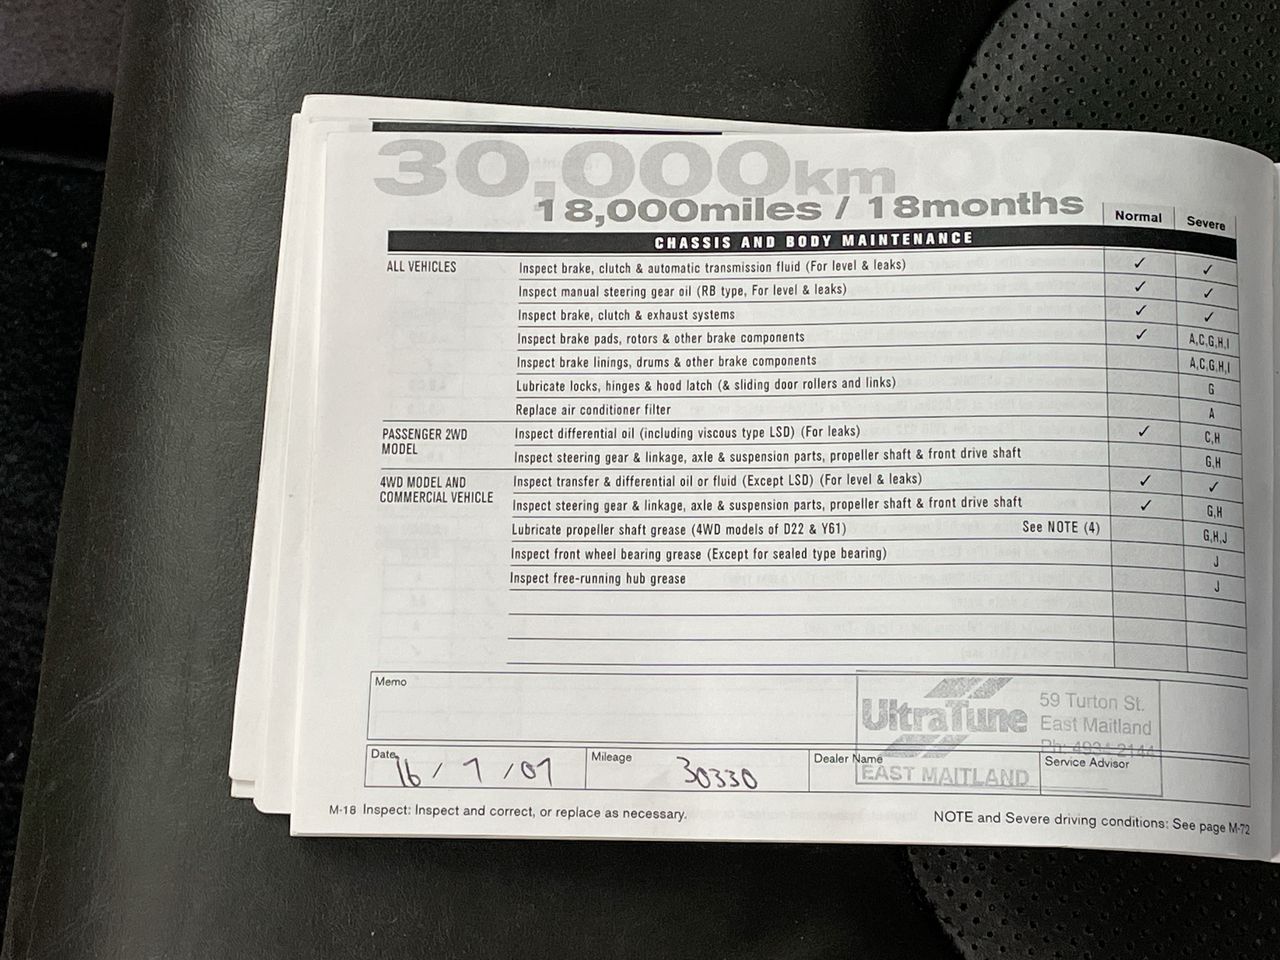 30,000km
18,000miles / 18months
Normal Severe
CHASSIS AND BODY MAINTENANCE
ALL VEHICLES Inspect brake, clutch & automatic transmission fluid (For level & leaks) ✓ ✓
Inspect manual steering gear oil (RB type, For level & leaks) ✓ ✓
Inspect brake, clutch & exhaust systems ✓ ✓
Inspect brake pads, rotors & other brake components ✓ A,C,G,H,I
Inspect brake linings, drums & other brake components A,C,G,H,I
Lubricate locks, hinges & hood latch (& sliding door rollers and links) G
Replace air conditioner filter A
PASSENGER 2WD Inspect differential oil (including viscous type LSD) (For leaks) ✓ C,H
MODEL Inspect steering gear & linkage, axle & suspension parts, propeller shaft & front drive shaft G,H
4WD MODEL AND Inspect transfer & differential oil or fluid (Except LSD) (For level & leaks) ✓ ✓
COMMERCIAL VEHICLE Inspect steering gear & linkage, axle & suspension parts, propeller shaft & front drive shaft ✓ G,H
Lubricate propeller shaft grease (4WD models of D22 & Y61) See NOTE (4) G,H,J
Inspect front wheel bearing grease (Except for sealed type bearing) J
Inspect free-running hub grease J
Memo
UltraTune 59 Turton St.
East Maitland
Ph: 4934 2144
EAST MAITLAND
Date 16 / 7 / 07 Mileage 30330 Dealer Name Service Advisor
M-18 Inspect: Inspect and correct, or replace as necessary.
NOTE and Severe driving conditions: See page M-72